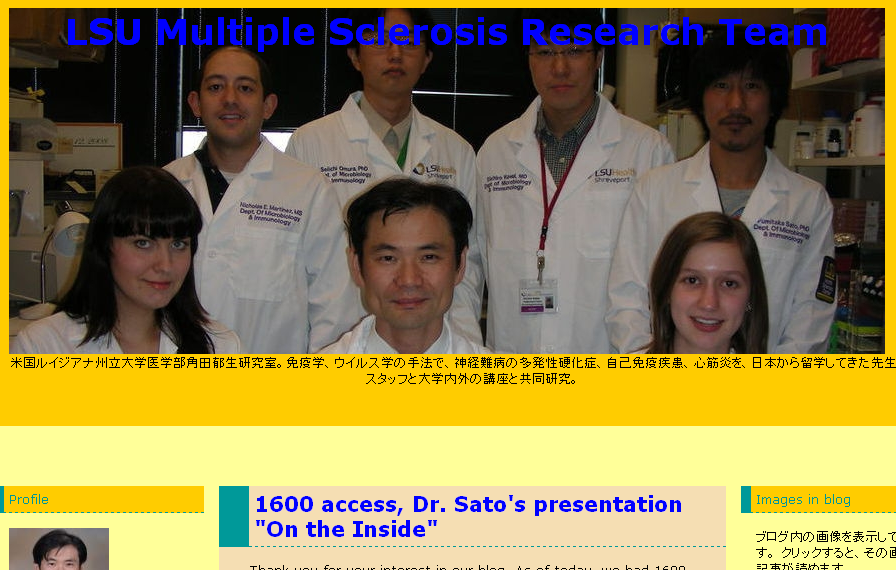 LSU Multiple Sclerosis Research Team
Seiichi Omura, PhD
Dept. of Microbiology
& Immunology
LSUHealth
Shreveport
Nicholas E. Martinez, MD
Dept. Of Microbiology
& Immunology
Dept. of Microbiology
& Immunology
LSUHealth
Shreveport
Fumitaka Sato, PhD
Dept. Of Microbiology
& Immunology
米国ルイジアナ州立大学医学部角田郁生研究室。免疫学、ウイルス学の手法で、神経難病の多発性硬化症、自己免疫疾患、心筋炎を、日本から留学してきた先生
スタッフと大学内外の講座と共同研究。
Profile
1600 access, Dr. Sato's presentation
"On the Inside"
Images in blog
ブログ内の画像を表示して
す。クリックすると、その画
記事が読めます
Thank you for your interest in our blog. As of today, we had 1600